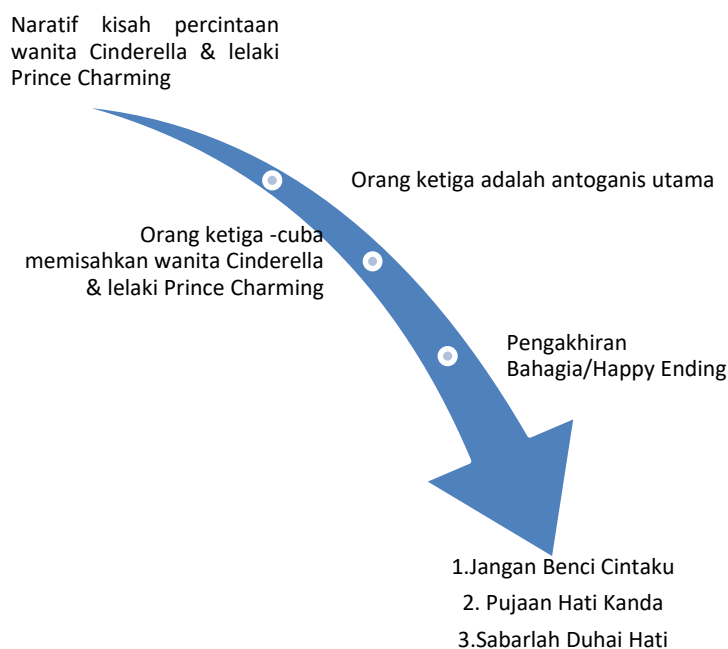 Naratif kisah percintaan
wanita Cinderella & lelaki
Prince Charming
Orang ketiga adalah antoganis utama
Orang ketiga -cuba
memisahkan wanita Cinderella
& lelaki Prince Charming
Pengakhiran
Bahagia/Happy Ending
1.Jangan Benci Cintaku
2. Pujaan Hati Kanda
3.Sabarlah Duhai Hati